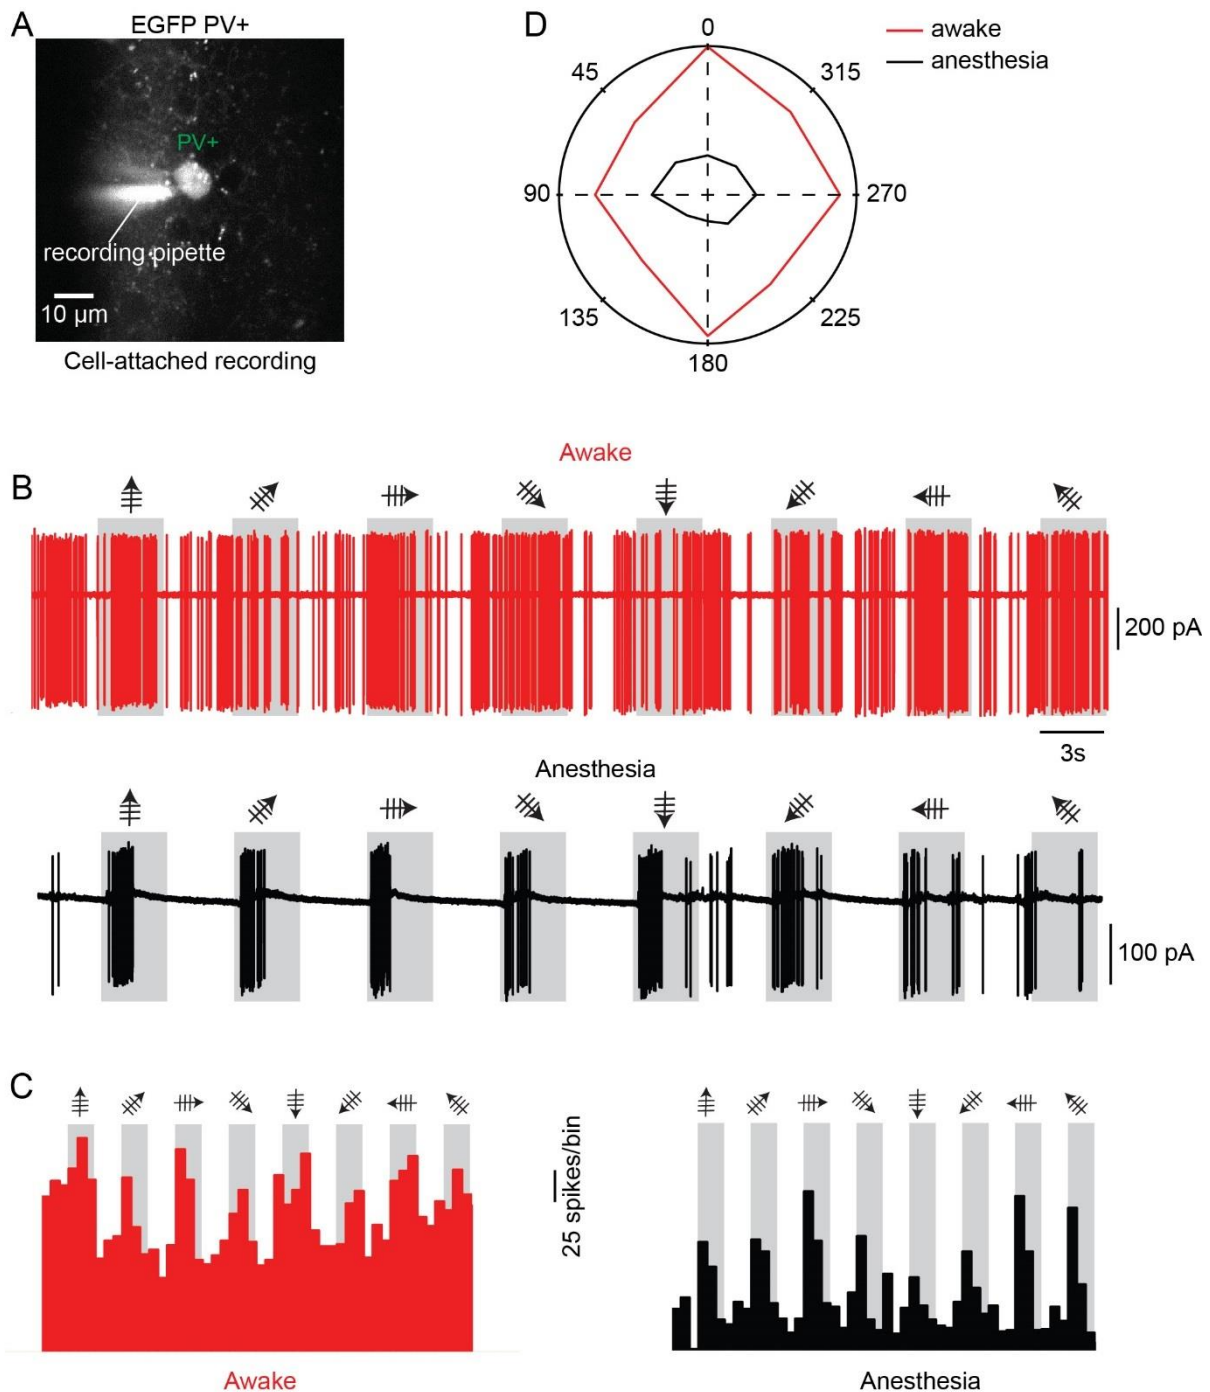 A
EGFP PV+
PV+
recording pipette
10 µm
Cell-attached recording
D
0
45
315
90
270
135
225
180
awake
anesthesia
Awake
B
200 pA
3s
Anesthesia
100 pA
C
25 spikes/bin
Awake
Anesthesia